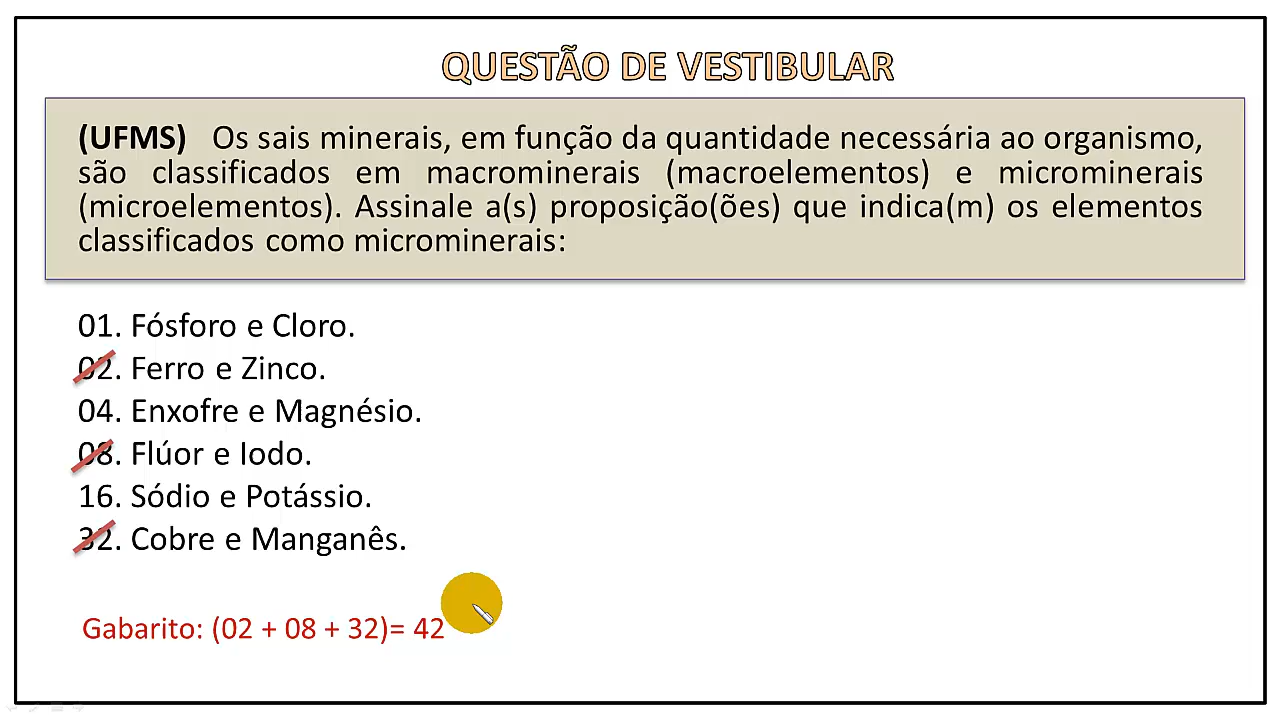 QUESTÃO DE VESTIBULAR
(UFMS) Os sais minerais, em função da quantidade necessária ao organismo,
são classificados em macrominerais (macroelementos) e microminerais
(microelementos). Assinale a(s) proposição(ões) que indica(m) os elementos
classificados como microminerais:
01. Fósforo e Cloro.
02. Ferro e Zinco.
04. Enxofre e Magnésio.
08. Flúor e Iodo.
16. Sódio e Potássio.
32. Cobre e Manganês.
Gabarito: (02 + 08 + 32)= 42